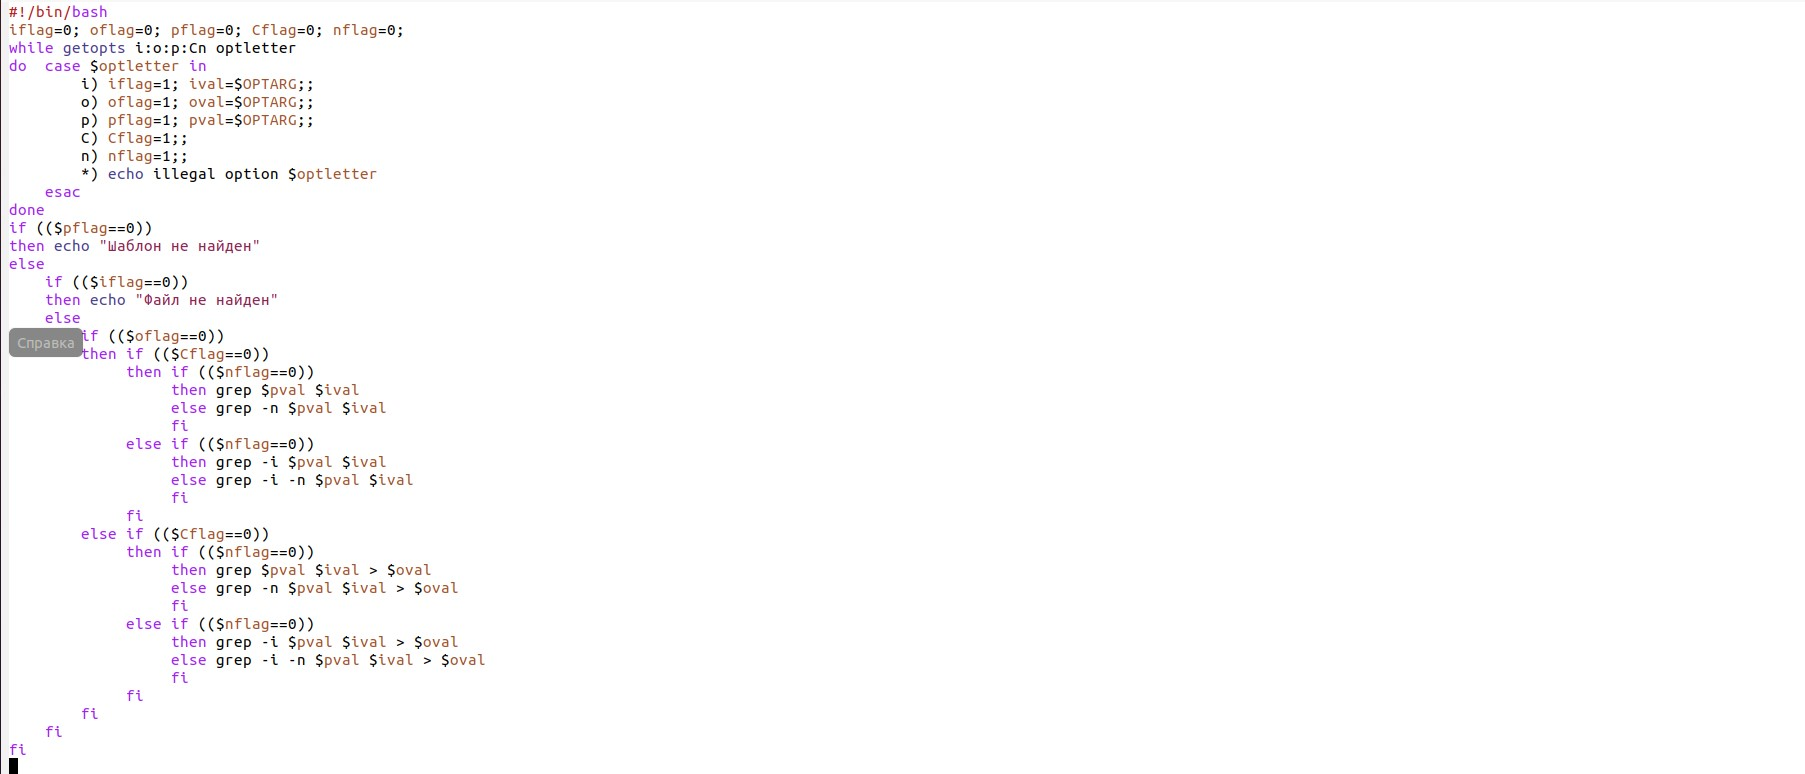 #!/bin/bash
iflag=0; oflag=0; pflag=0; Cflag=0; nflag=0;
while getopts i:o:p:Cn optletter
do  case $optletter in
        i) iflag=1; ival=$OPTARG;;
        o) oflag=1; oval=$OPTARG;;
        p) pflag=1; pval=$OPTARG;;
        C) Cflag=1;;
        n) nflag=1;;
        *) echo illegal option $optletter
    esac
done
if (($pflag==0))
then echo "Шаблон не найден"
else
    if (($iflag==0))
    then echo "Файл не найден"
    else
        if (($oflag==0))
Справка
        then if (($Cflag==0))
             then if (($nflag==0))
                  then grep $pval $ival
                  else grep -n $pval $ival
                  fi
             else if (($nflag==0))
                  then grep -i $pval $ival
                  else grep -i -n $pval $ival
                  fi
             fi
        else if (($Cflag==0))
             then if (($nflag==0))
                  then grep $pval $ival > $oval
                  else grep -n $pval $ival > $oval
                  fi
             else if (($nflag==0))
                  then grep -i $pval $ival > $oval
                  else grep -i -n $pval $ival > $oval
                  fi
             fi
        fi
    fi
fi